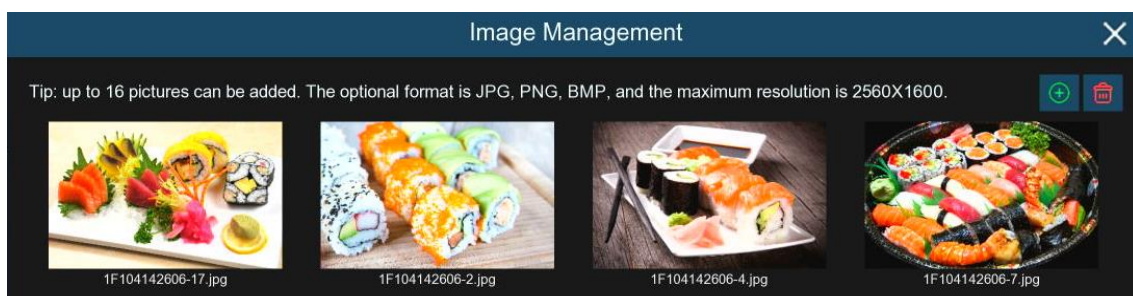 Image Management
Tip: up to 16 pictures can be added. The optional format is JPG, PNG, BMP, and the maximum resolution is 2560X1600.
1F104142606-17.jpg
1F104142606-2.jpg
1F104142606-4.jpg
1F104142606-7.jpg